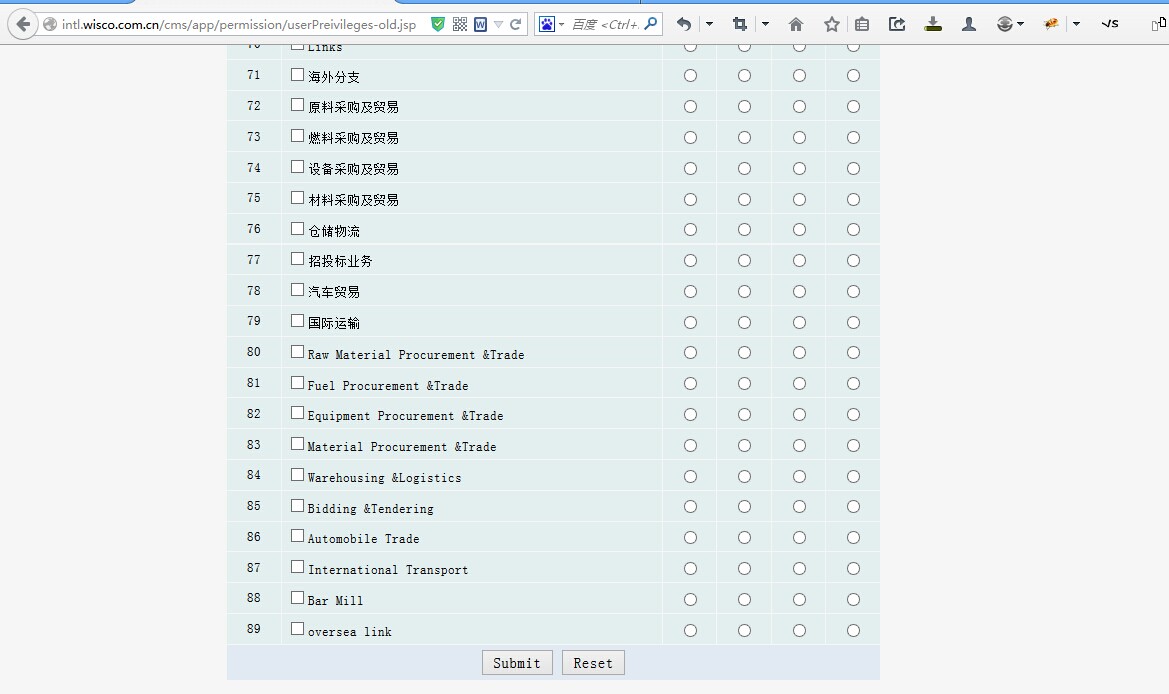 intl.wisco.com.cn/cms/app/permission/userPreivileges-old.jsp 百度 <Ctrl+.
70 Links
71 海外分支
72 原料采购及贸易
73 燃料采购及贸易
74 设备采购及贸易
75 材料采购及贸易
76 仓储物流
77 招投标业务
78 汽车贸易
79 国际运输
80 Raw Material Procurement &Trade
81 Fuel Procurement &Trade
82 Equipment Procurement &Trade
83 Material Procurement &Trade
84 Warehousing &Logistics
85 Bidding &Tendering
86 Automobile Trade
87 International Transport
88 Bar Mill
89 oversea link
Submit Reset